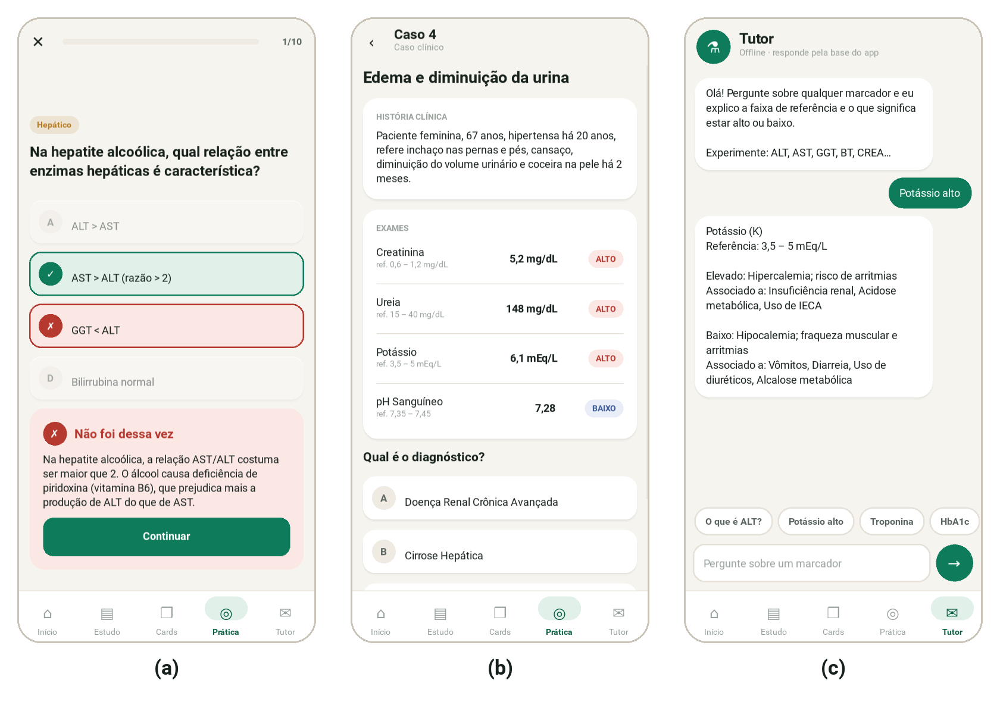 ✕
1/10
Hepático
Na hepatite alcoólica, qual relação entre
enzimas hepáticas é característica?
A
ALT > AST
✓
AST > ALT (razão > 2)
✗
GGT < ALT
D
Bilirrubina normal
✗ Não foi dessa vez
Na hepatite alcoólica, a relação AST/ALT costuma
ser maior que 2. O álcool causa deficiência de
piridoxina (vitamina B6), que prejudica mais a
produção de ALT do que de AST.
Continuar
Início Estudo Cards Prática Tutor
(a)
‹
Caso 4
Caso clínico
Edema e diminuição da urina
HISTÓRIA CLÍNICA
Paciente feminina, 67 anos, hipertensa há 20 anos,
refere inchaço nas pernas e pés, cansaço,
diminuição do volume urinário e coceira na pele há 2
meses.
EXAMES
Creatinina
ref. 0,6 – 1,2 mg/dL
5,2 mg/dL
ALTO
Ureia
ref. 15 – 40 mg/dL
148 mg/dL
ALTO
Potássio
ref. 3,5 – 5 mEq/L
6,1 mEq/L
ALTO
pH Sanguíneo
ref. 7,35 – 7,45
7,28
BAIXO
Qual é o diagnóstico?
A
Doença Renal Crônica Avançada
B
Cirrose Hepática
Início Estudo Cards Prática Tutor
(b)
Tutor
Offline · responde pela base do app
Olá! Pergunte sobre qualquer marcador e eu
explico a faixa de referência e o que significa
estar alto ou baixo.
Experimente: ALT, AST, GGT, BT, CREA…
Potássio alto
Potássio (K)
Referência: 3,5 – 5 mEq/L
Elevado: Hipercalemia; risco de arritmias
Associado a: Insuficiência renal, Acidose
metabólica, Uso de IECA
Baixo: Hipocalemia; fraqueza muscular e
arritmias
Associado a: Vômitos, Diarreia, Uso de
diuréticos, Alcalose metabólica
O que é ALT? Potássio alto Troponina HbA1c
Pergunte sobre um marcador
→
Início Estudo Cards Prática Tutor
(c)